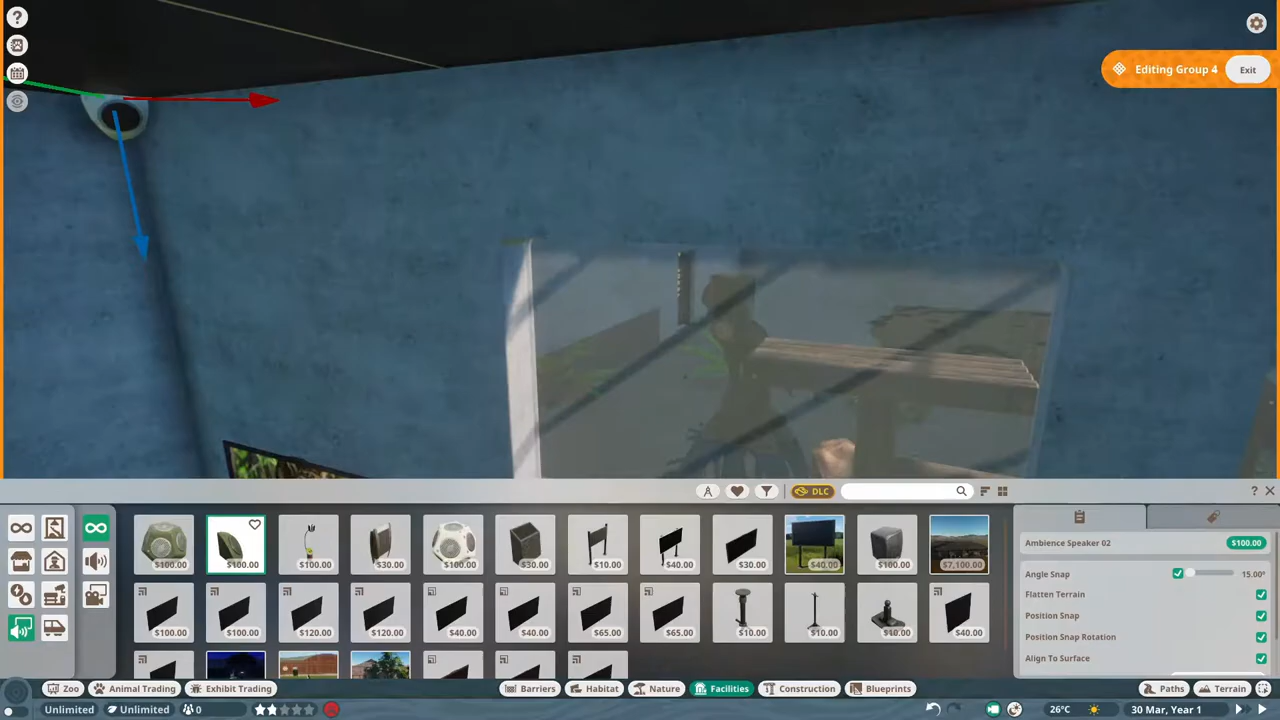 ?
Editing Group 4 Exit
DLC
? ×
$100.00 $100.00 $100.00 $30.00 $100.00 $30.00 $10.00 $40.00 $30.00 $40.00 $100.00 $7,100.00
$100.00 $100.00 $120.00 $120.00 $40.00 $40.00 $65.00 $65.00 $10.00 $10.00 $10.00 $40.00
Ambience Speaker 02 $100.00
Angle Snap 15.00°
Flatten Terrain
Position Snap
Position Snap Rotation
Align To Surface
Zoo Animal Trading Exhibit Trading Barriers Habitat Nature Facilities Construction Blueprints Paths Terrain
Unlimited Unlimited 0 26°C 30 Mar, Year 1